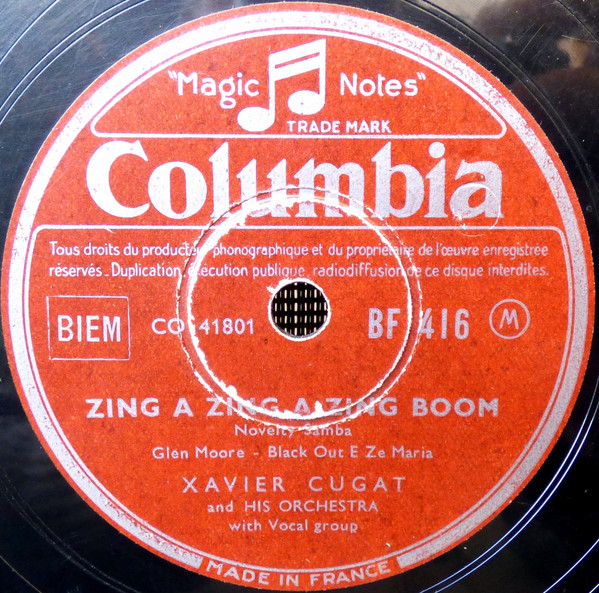 "Magic Notes"
TRADE MARK
Columbia
Tous droits du producteur phonographique et du propriétaire de l'œuvre enregistrée
réservés _ Duplication, exécution publique, radiodiffusion de ce disque interdites.
BIEM CO 41801 BF 416 M
ZING A ZING A ZING BOOM
Novelty Samba
Glen Moore - Black Out E Ze Maria
XAVIER CUGAT
and HIS ORCHESTRA
with Vocal group
MADE IN FRANCE